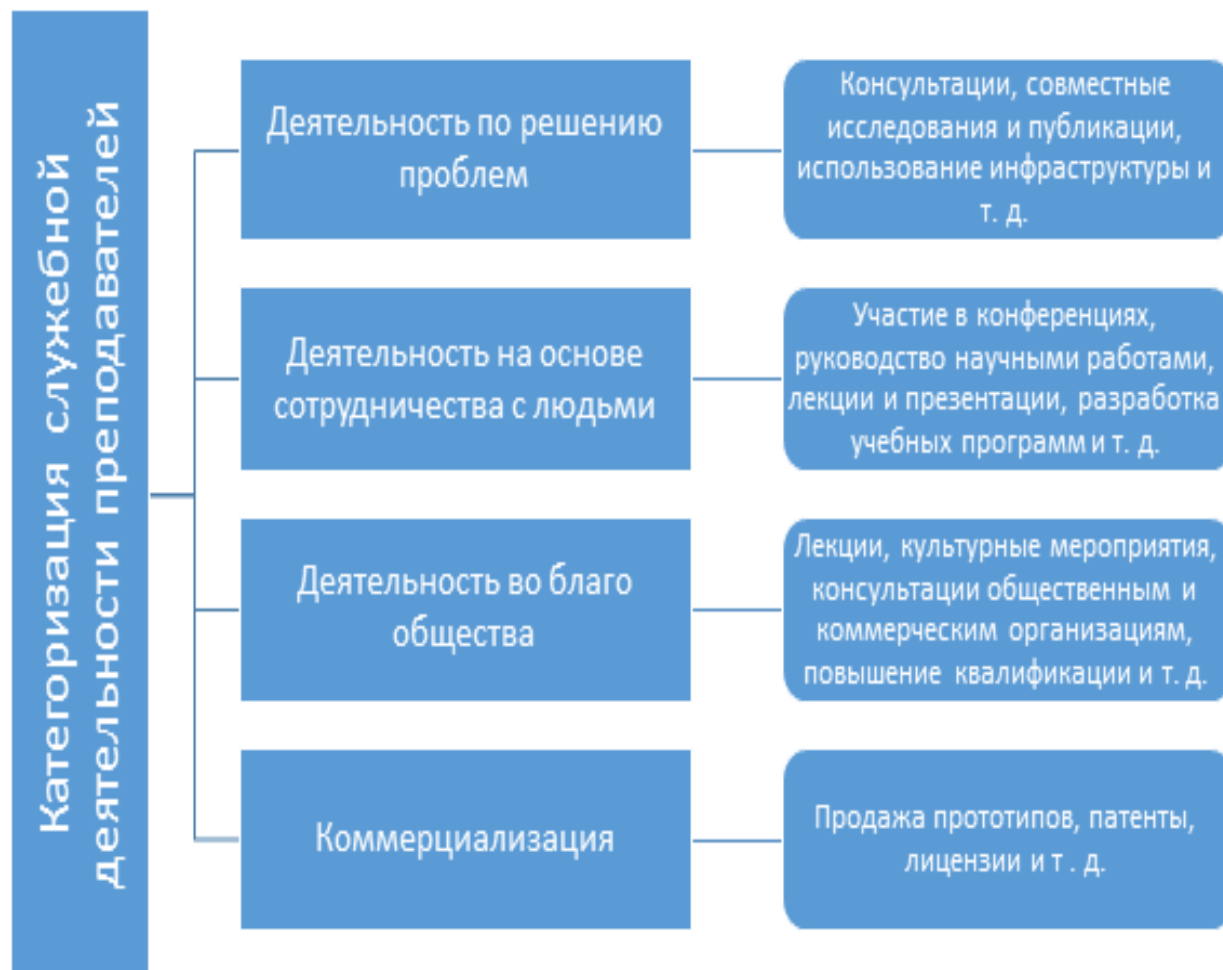 Категоризация служебной
деятельности преподавателей
Деятельность по решению
проблем
Консультации, совместные
исследования и публикации,
использование инфраструктуры и
т. д.
Деятельность на основе
сотрудничества с людьми
Участие в конференциях,
руководство научными работами,
лекции и презентации, разработка
учебных программ и т. д.
Деятельность во благо
общества
Лекции, культурные мероприятия,
консультации общественным и
коммерческим организациям,
повышение квалификации и т. д.
Коммерциализация
Продажа прототипов, патенты,
лицензии и т . д.